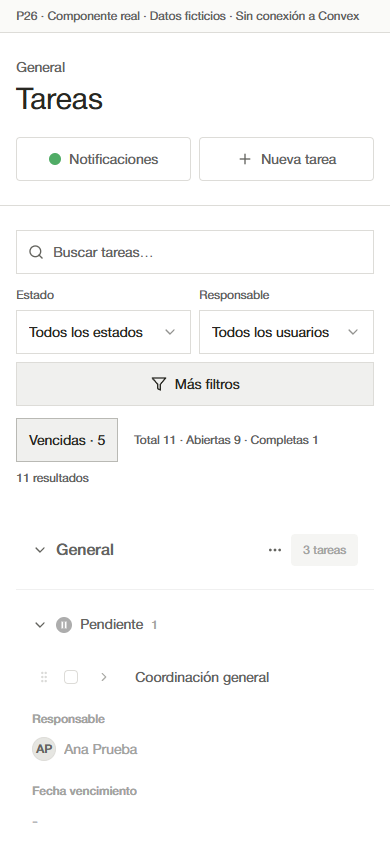 P26 · Componente real · Datos ficticios · Sin conexión a Convex
General
Tareas
Notificaciones
Nueva tarea
Buscar tareas…
Estado
Responsable
Todos los estados
Todos los usuarios
Más filtros
Vencidas · 5
Total 11 · Abiertas 9 · Completas 1
11 resultados
General
3 tareas
Pendiente 1
Coordinación general
Responsable
AP Ana Prueba
Fecha vencimiento
-